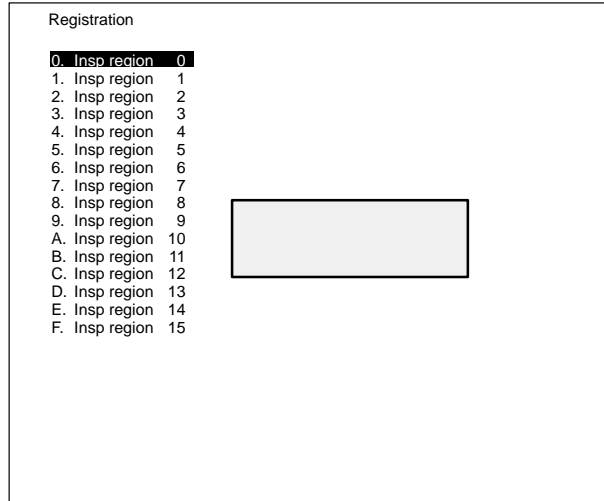 Registration
0. Insp region 0
1. Insp region 1
2. Insp region 2
3. Insp region 3
4. Insp region 4
5. Insp region 5
6. Insp region 6
7. Insp region 7
8. Insp region 8
9. Insp region 9
A. Insp region 10
B. Insp region 11
C. Insp region 12
D. Insp region 13
E. Insp region 14
F. Insp region 15